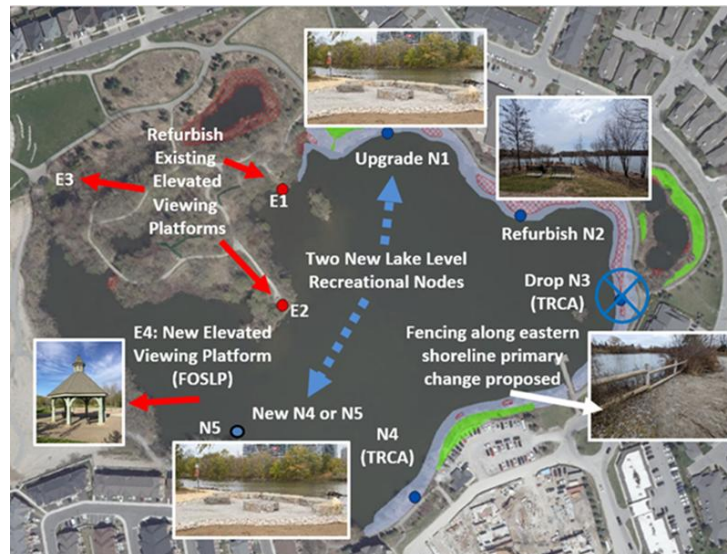 Refurbish
Existing
Elevated
Viewing
Platforms
E3
E1
E2
Upgrade N1
Refurbish N2
Two New Lake Level
Recreational Nodes
Drop N3
(TRCA)
E4: New Elevated
Viewing Platform
(FOSLP)
Fencing along eastern
shoreline primary
change proposed
New N4 or N5
N5
N4
(TRCA)